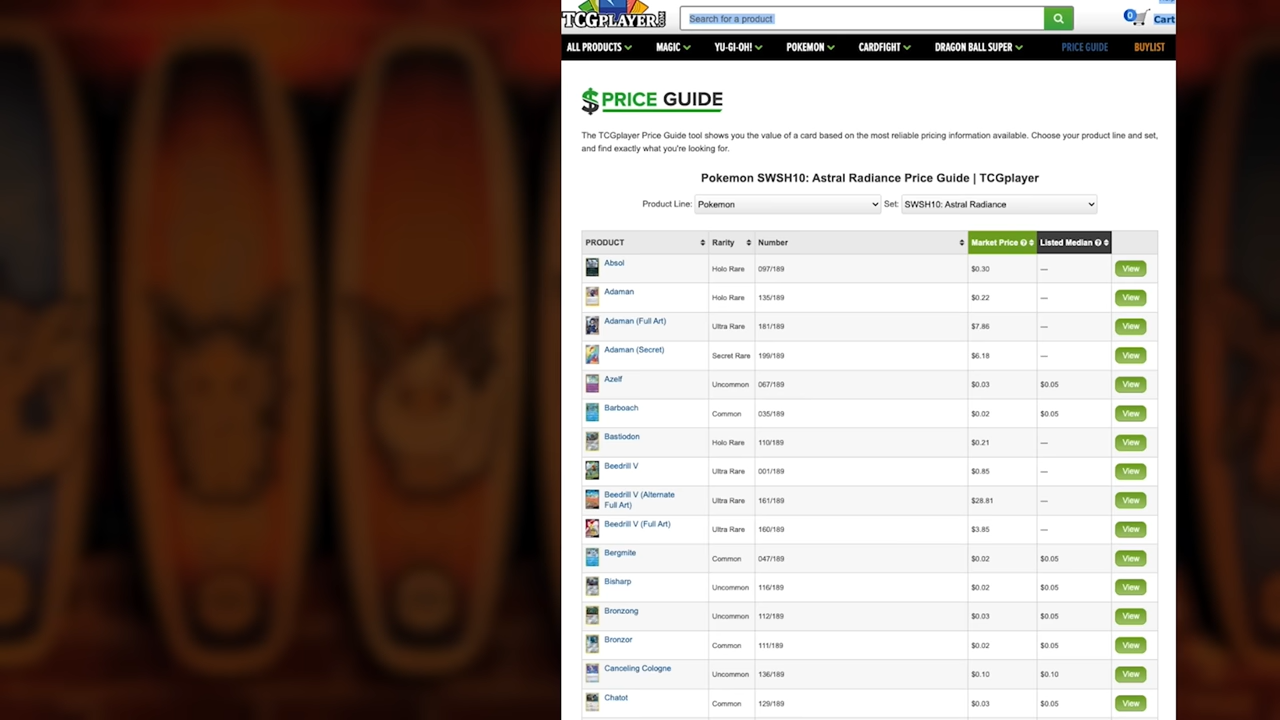 TCGPLAYER.COM
Search for a product
0
Cart
ALL PRODUCTS MAGIC YU-GI-OH! POKEMON CARDFIGHT DRAGON BALL SUPER PRICE GUIDE BUYLIST
$ PRICE GUIDE
The TCGplayer Price Guide tool shows you the value of a card based on the most reliable pricing information available. Choose your product line and set,
and find exactly what you're looking for.
Pokemon SWSH10: Astral Radiance Price Guide | TCGplayer
Product Line: Pokemon Set: SWSH10: Astral Radiance
PRODUCT Rarity Number Market Price Listed Median
Absol Holo Rare 097/189 $0.30 — View
Adaman Holo Rare 135/189 $0.22 — View
Adaman (Full Art) Ultra Rare 181/189 $7.86 — View
Adaman (Secret) Secret Rare 199/189 $6.18 — View
Azelf Uncommon 067/189 $0.03 $0.05 View
Barboach Common 035/189 $0.02 $0.05 View
Bastiodon Holo Rare 110/189 $0.21 — View
Beedrill V Ultra Rare 001/189 $0.85 — View
Beedrill V (Alternate
Full Art) Ultra Rare 161/189 $28.81 — View
Beedrill V (Full Art) Ultra Rare 160/189 $3.85 — View
Bergmite Common 047/189 $0.02 $0.05 View
Bisharp Uncommon 116/189 $0.02 $0.05 View
Bronzong Uncommon 112/189 $0.03 $0.05 View
Bronzor Common 111/189 $0.02 $0.05 View
Canceling Cologne Uncommon 136/189 $0.10 $0.10 View
Chatot Common 129/189 $0.03 $0.05 View